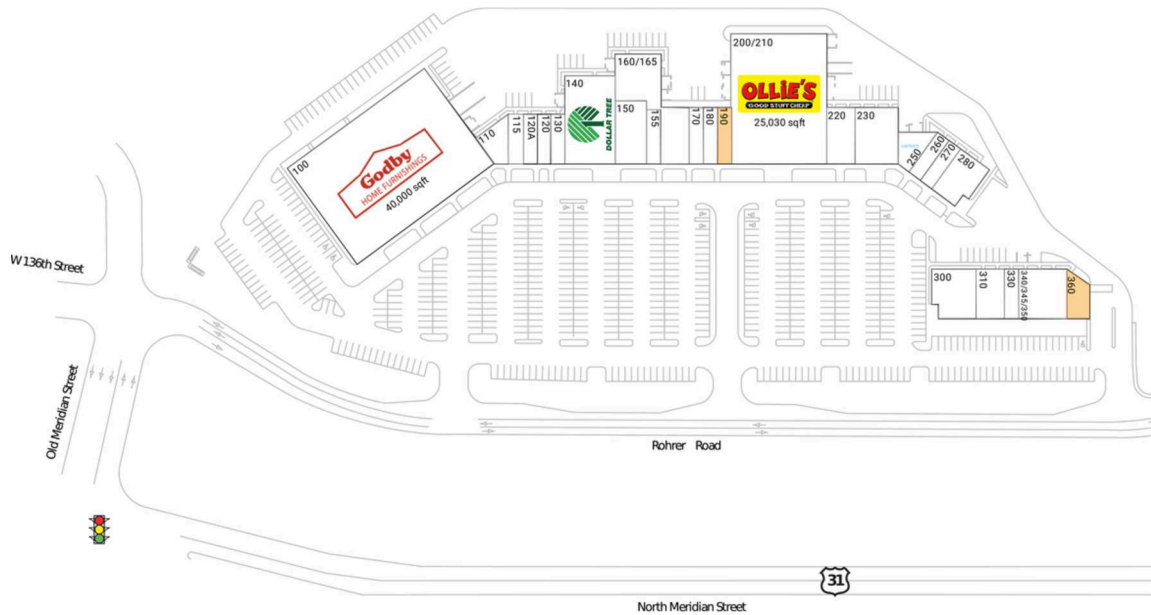 200/210
OLLIE'S
GOOD STUFF CHEAP
25,030 sqft
160/165
140
DOLLAR TREE
150
155
170
180
190
220
230
110
115
120A
120
130
100
Godby
HOME FURNISHINGS
40,000 sqft
250
260
270
280
300
310
330
340/345/350
360
W 136th Street
Old Meridian Street
Rohrer Road
31
North Meridian Street